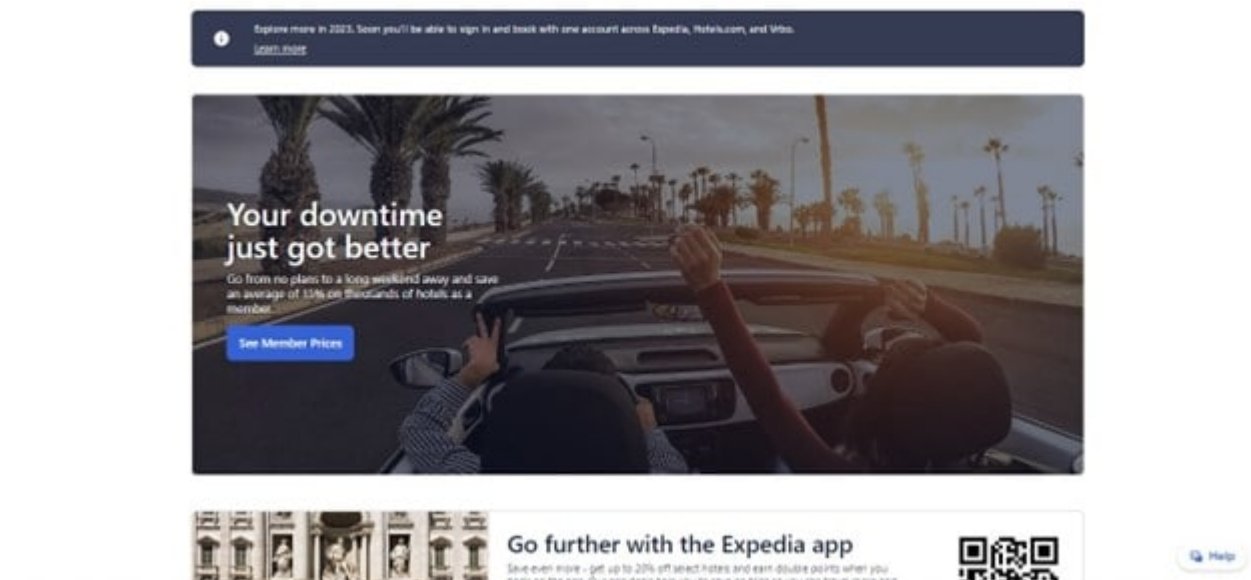 Explore more in 2023. Soon you'll be able to sign in and book with one account across Expedia, Hotels.com, and Vrbo.
Learn more
Your downtime
just got better
Go from no plans to a long weekend away and save
an average of 15% on thousands of hotels as a
member.
See Member Prices
Go further with the Expedia app
Save even more - get up to 20% off select hotels and earn double points when you
Help